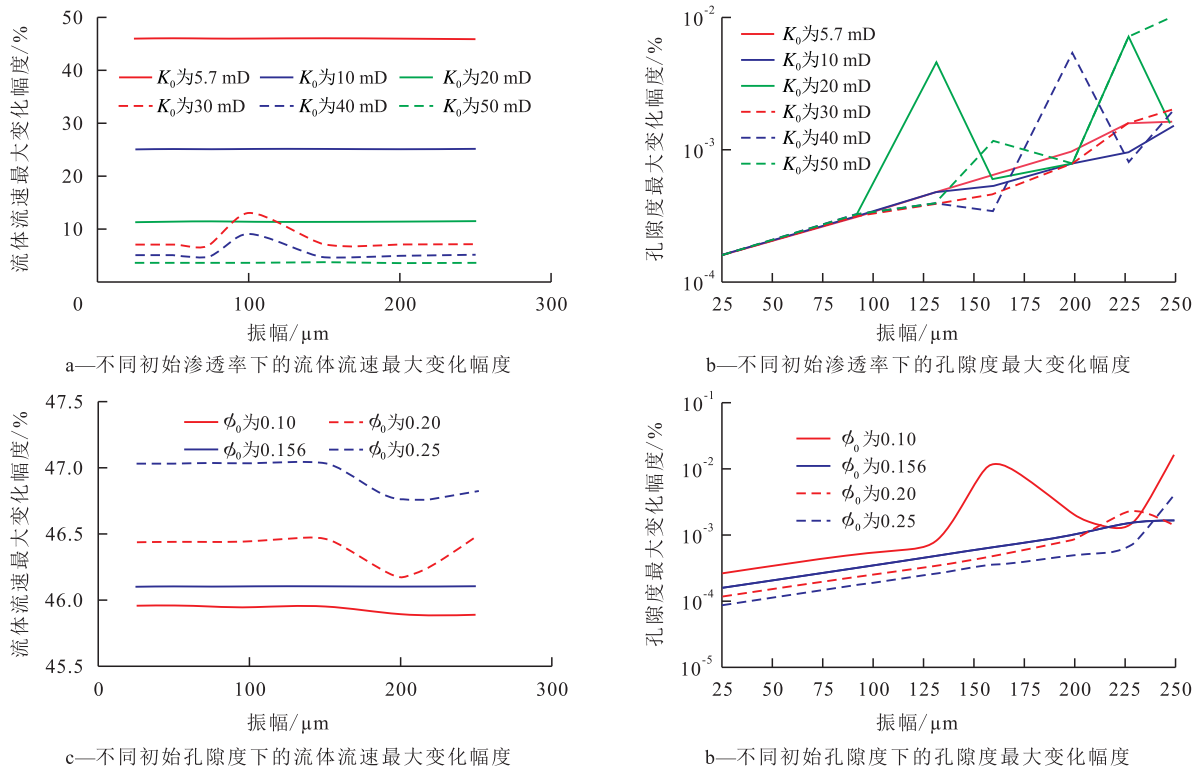 流体流速最大变化幅度/%
50
40
30
20
10
0
100
200
300
K₀为5.7 mD
K₀为10 mD
K₀为20 mD
K₀为30 mD
K₀为40 mD
K₀为50 mD
振幅/μm
a—不同初始渗透率下的流体流速最大变化幅度
孔隙度最大变化幅度/%
10⁻²
10⁻³
10⁻⁴
K₀为5.7 mD
K₀为10 mD
K₀为20 mD
K₀为30 mD
K₀为40 mD
K₀为50 mD
25 50 75 100 125 150 175 200 225 250
振幅/μm
b—不同初始渗透率下的孔隙度最大变化幅度
流体流速最大变化幅度/%
47.5
47.0
46.5
46.0
45.5
ϕ₀为0.10
ϕ₀为0.20
ϕ₀为0.156
ϕ₀为0.25
0 100 200 300
振幅/μm
c—不同初始孔隙度下的流体流速最大变化幅度
孔隙度最大变化幅度/%
10⁻¹
10⁻²
10⁻³
10⁻⁴
10⁻⁵
ϕ₀为0.10
ϕ₀为0.156
ϕ₀为0.20
ϕ₀为0.25
25 50 75 100 125 150 175 200 225 250
振幅/μm
b—不同初始孔隙度下的孔隙度最大变化幅度